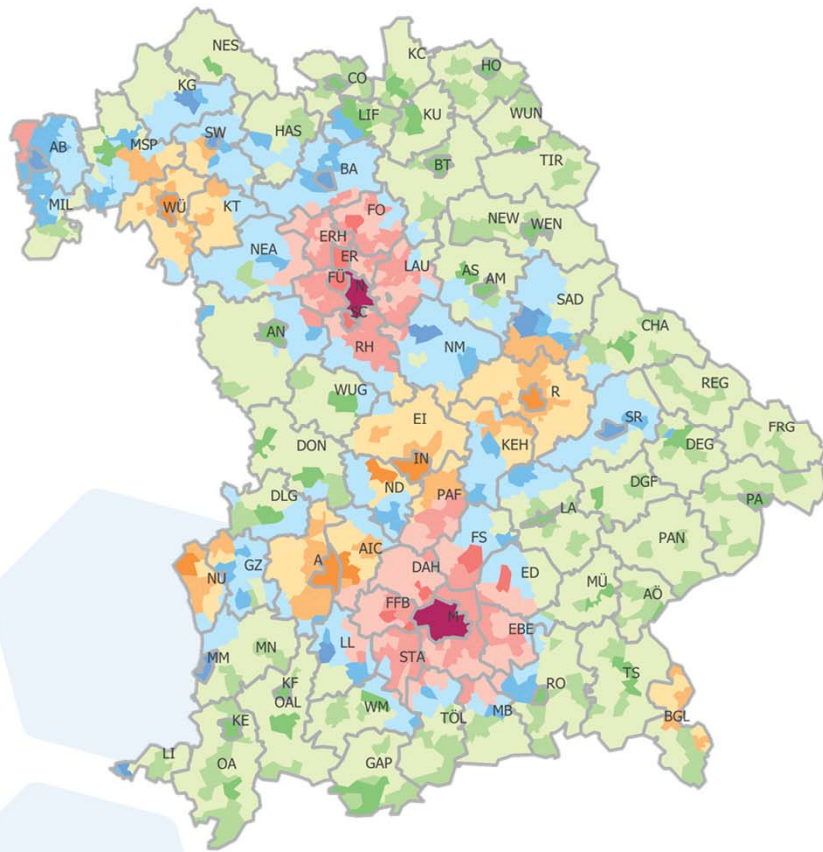 NES
KC
HO
KG
CO
LIF
KU
WUN
AB
MSP
SW
HAS
BA
BT
TIR
MIL
WÜ
KT
FO
NEW
WEN
NEA
ERH
ER
LAU
AS
AM
FÜ
N
SC
SAD
AN
RH
NM
CHA
WUG
R
REG
EI
SR
FRG
DON
KEH
DEG
IN
ND
PAF
DGF
PA
DLG
LA
FS
PAN
A
AIC
DAH
ED
NU
GZ
MÜ
AÖ
FFB
M
EBE
LL
STA
MM
MN
RO
TS
KF
OAL
WM
TÖL
MB
BGL
KE
LI
OA
GAP